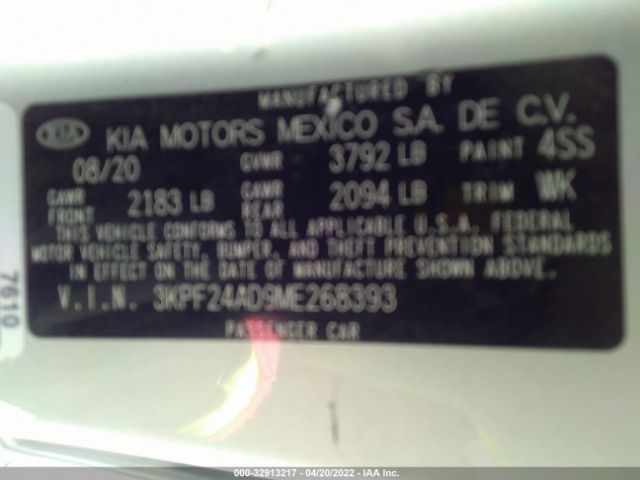 MANUFACTURED BY
KIA KIA MOTORS MEXICO S.A. DE C.V.
08/20 GVWR 3792 LB PAINT 4SS
GAWR FRONT 2183 LB GAWR REAR 2094 LB TRIM WK
THIS VEHICLE CONFORMS TO ALL APPLICABLE U.S.A. FEDERAL
MOTOR VEHICLE SAFETY, BUMPER, AND THEFT PREVENTION STANDARDS
IN EFFECT ON THE DATE OF MANUFACTURE SHOWN ABOVE.
V.I.N. 3KPF24AD9ME268393
PASSENGER CAR
7610
000-32913217 - 04/20/2022 - IAA Inc.